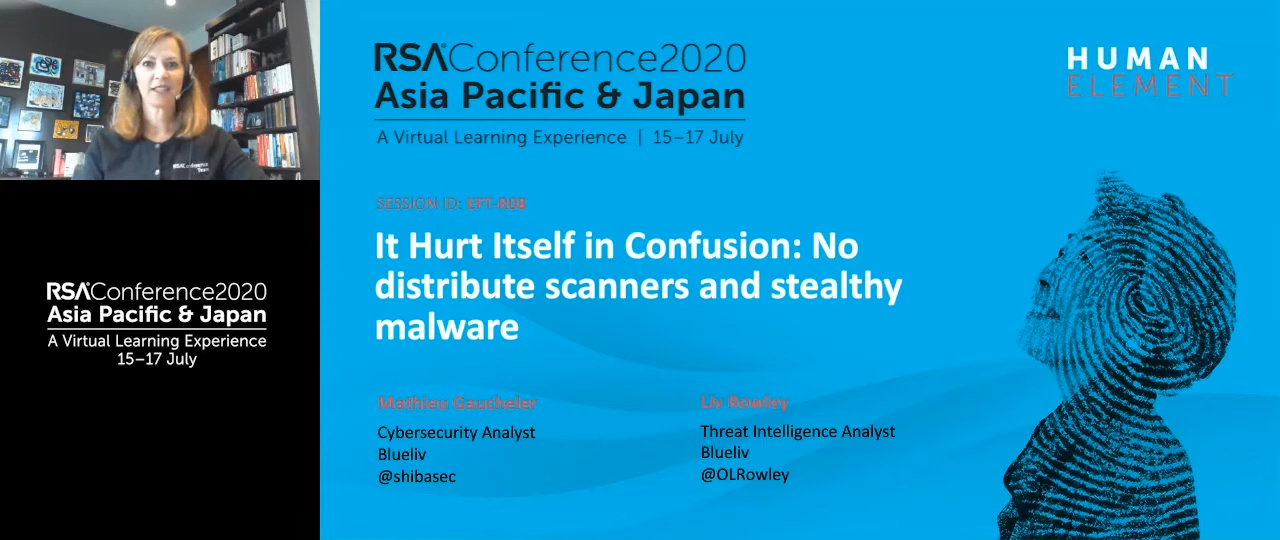 RSAConference Team
RSAConference2020
Asia Pacific & Japan
A Virtual Learning Experience
15–17 July
RSAConference2020
Asia Pacific & Japan
A Virtual Learning Experience | 15–17 July
HUMAN
ELEMENT
SESSION ID: EFT-R08
It Hurt Itself in Confusion: No
distribute scanners and stealthy
malware
Mathieu Gaucheler
Cybersecurity Analyst
Blueliv
@shibasec
Liv Rowley
Threat Intelligence Analyst
Blueliv
@OLRowley